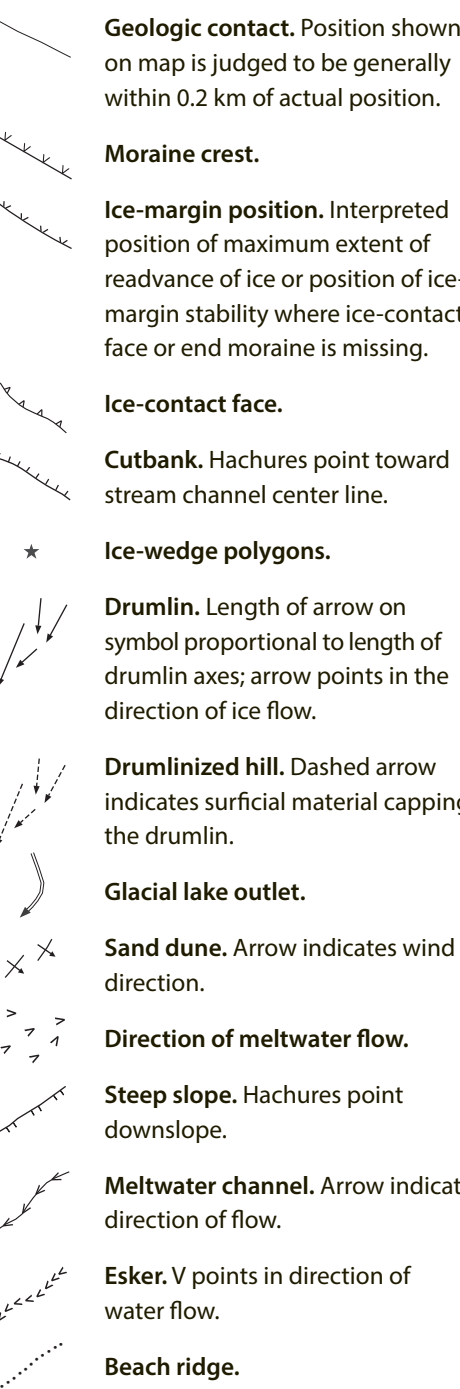 Geologic contact. Position shown
on map is judged to be generally
within 0.2 km of actual position.
Moraine crest.
Ice-margin position. Interpreted
position of maximum extent of
readvance of ice or position of ice-
margin stability where ice-contact
face or end moraine is missing.
Ice-contact face.
Cutbank. Hachures point toward
stream channel center line.
Ice-wedge polygons.
Drumlin. Length of arrow on
symbol proportional to length of
drumlin axes; arrow points in the
direction of ice flow.
Drumlinized hill. Dashed arrow
indicates surficial material capping
the drumlin.
Glacial lake outlet.
Sand dune. Arrow indicates wind
direction.
Direction of meltwater flow.
Steep slope. Hachures point
downslope.
Meltwater channel. Arrow indicat
direction of flow.
Esker. V points in direction of
water flow.
Beach ridge.